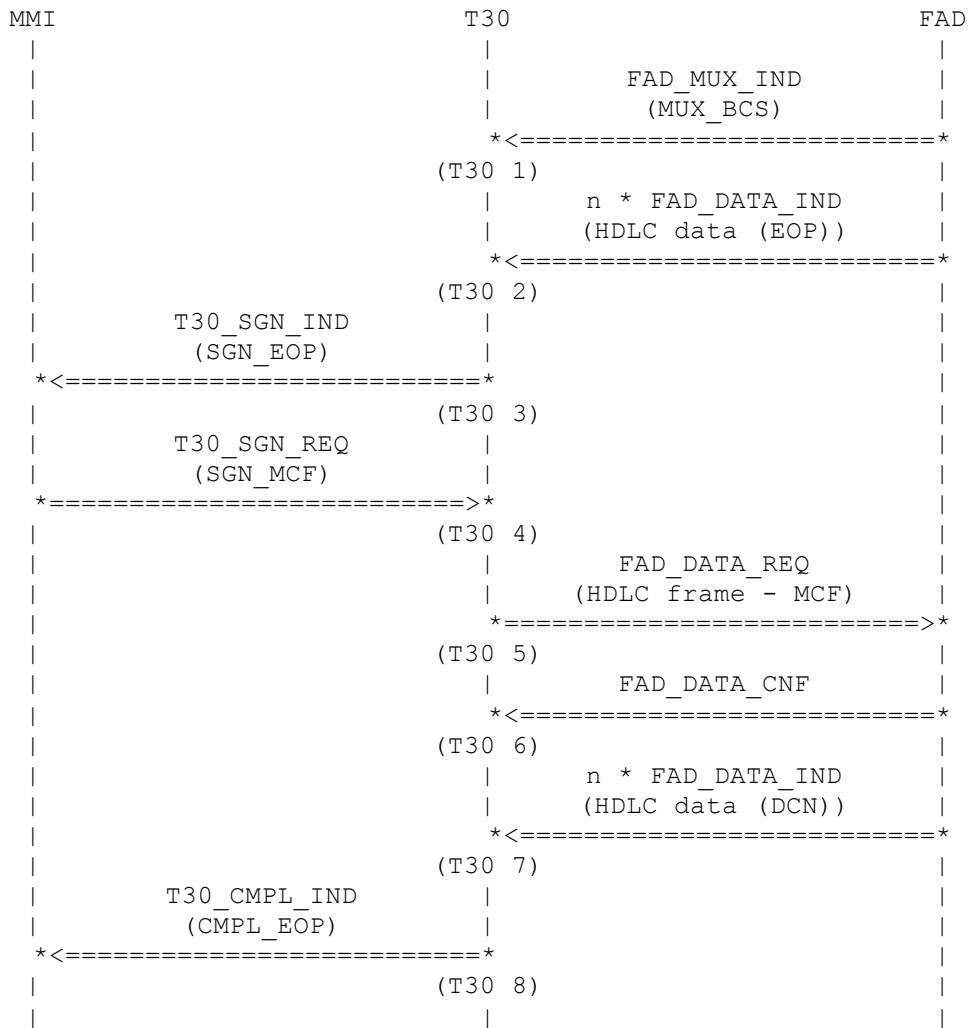 MMI                         T30                          FAD
 |                            |                            |
 |                            |        FAD_MUX_IND         |
 |                            |         (MUX_BCS)          |
 |                            *<==========================*
 |                         (T30 1)                         |
 |                            |     n * FAD_DATA_IND       |
 |                            |     (HDLC data (EOP))      |
 |                            *<==========================*
 |                         (T30 2)                         |
 |        T30_SGN_IND         |                            |
 |         (SGN_EOP)          |                            |
 *<==========================*                            |
 |                         (T30 3)                         |
 |        T30_SGN_REQ         |                            |
 |         (SGN_MCF)          |                            |
 *==========================>*                            |
 |                         (T30 4)                         |
 |                            |       FAD_DATA_REQ         |
 |                            |    (HDLC frame - MCF)      |
 |                            *==========================>*
 |                         (T30 5)                         |
 |                            |       FAD_DATA_CNF         |
 |                            *<==========================*
 |                         (T30 6)                         |
 |                            |     n * FAD_DATA_IND       |
 |                            |     (HDLC data (DCN))      |
 |                            *<==========================*
 |                         (T30 7)                         |
 |       T30_CMPL_IND         |                            |
 |        (CMPL_EOP)          |                            |
 *<==========================*                            |
 |                         (T30 8)                         |
 |                            |                            |